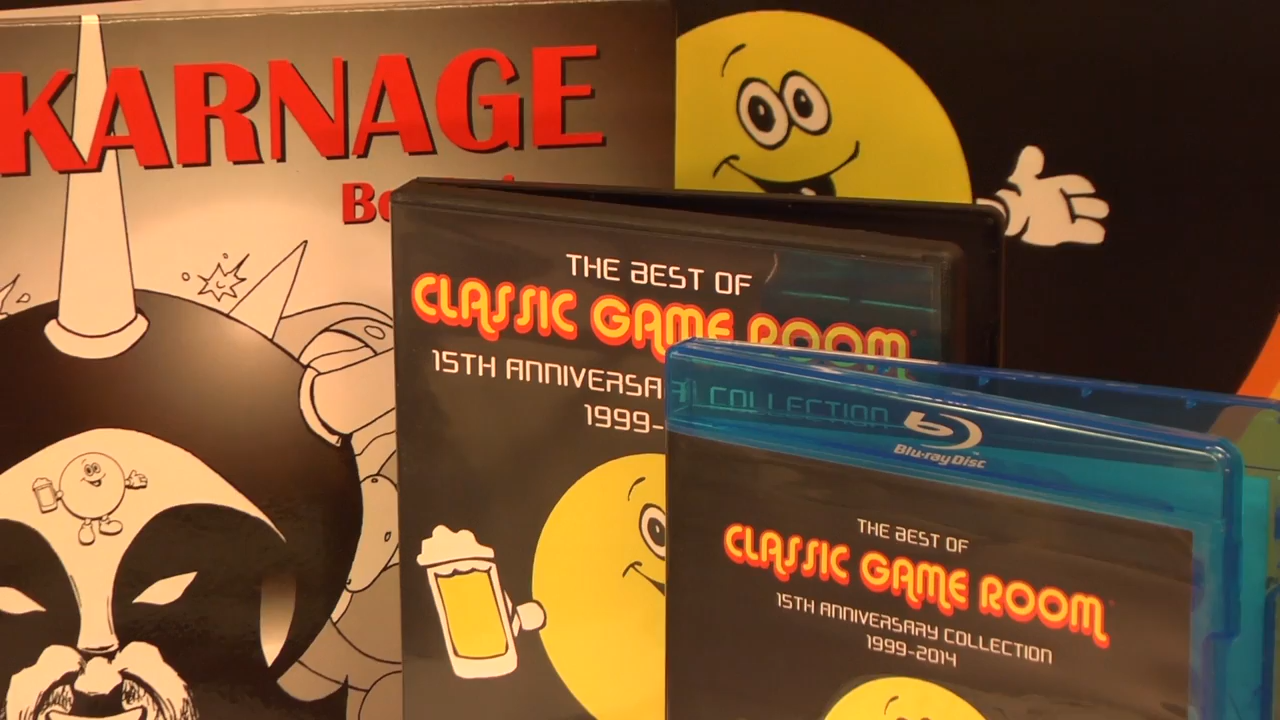 KARNAGE
THE BEST OF
CLASSIC GAME ROOM
15TH ANNIVERSA
1999-
COLLECTION
Blu-ray Disc
THE BEST OF
CLASSIC GAME ROOM
15TH ANNIVERSARY COLLECTION
1999-2014